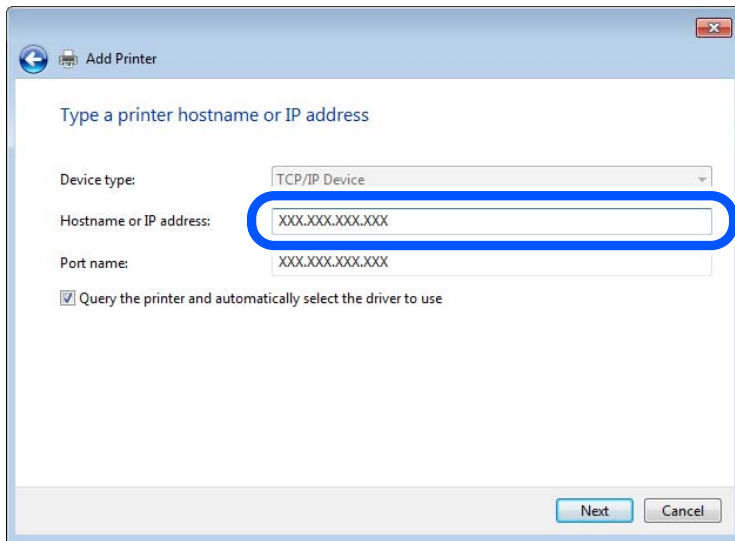 Add Printer
Type a printer hostname or IP address
Device type: TCP/IP Device
Hostname or IP address: XXX.XXX.XXX.XXX
Port name: XXX.XXX.XXX.XXX
Query the printer and automatically select the driver to use
Next Cancel